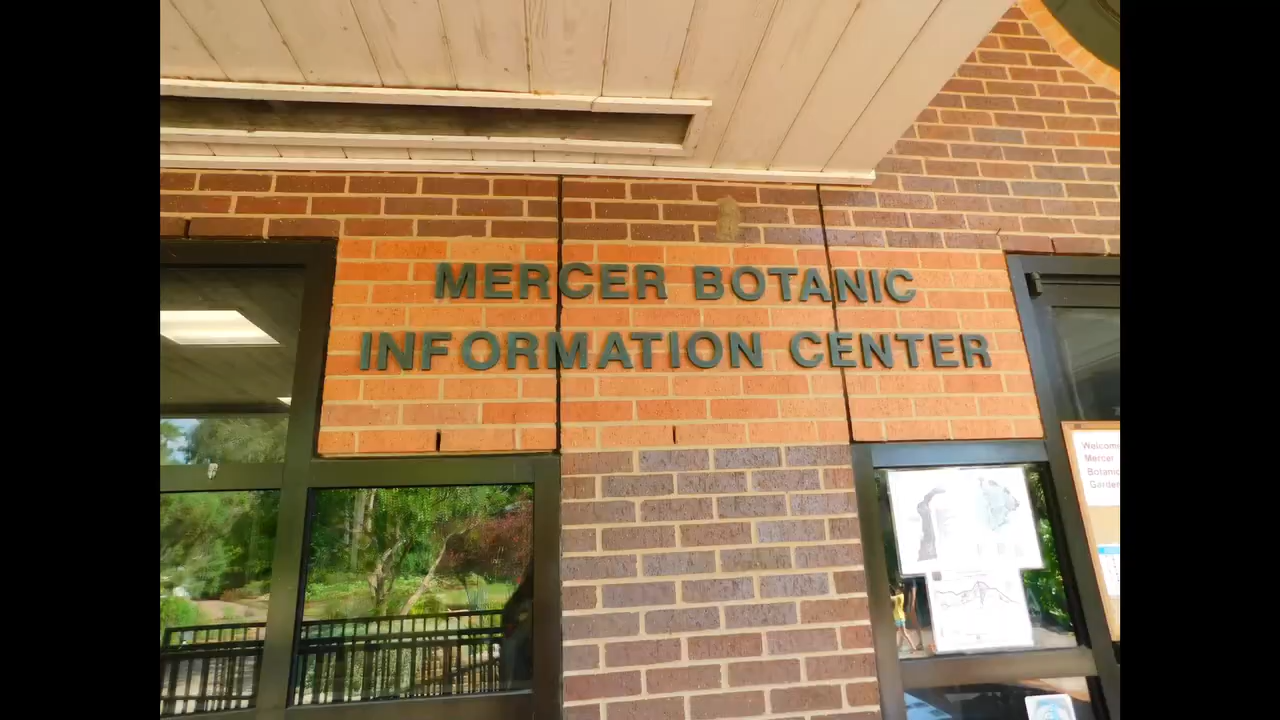 MERCER BOTANIC
INFORMATION CENTER
Welcome
Mercer
Botanic
Garden